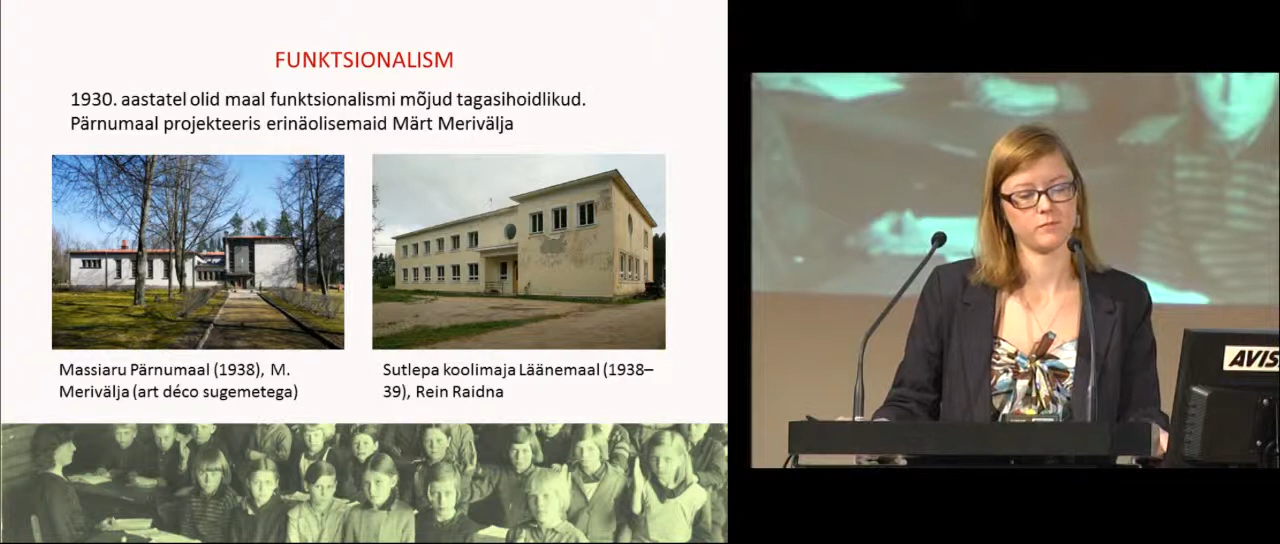 FUNKTSIONALISM
1930. aastatel olid maal funktsionalismi mõjud tagasihoidlikud.
Pärnumaal projekteeris erinäolisemaid Märt Merivälja
Massiaru Pärnumaal (1938), M.
Merivälja (art déco sugemetega)
Sutlepa koolimaja Läänemaal (1938–
39), Rein Raidna
AVIS